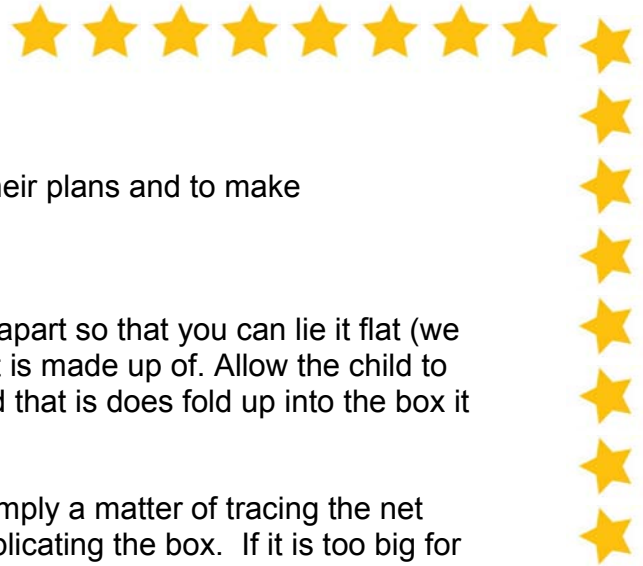 heir plans and to make
apart so that you can lie it flat (we
t is made up of. Allow the child to
d that is does fold up into the box it
mply a matter of tracing the net
plicating the box.  If it is too big for